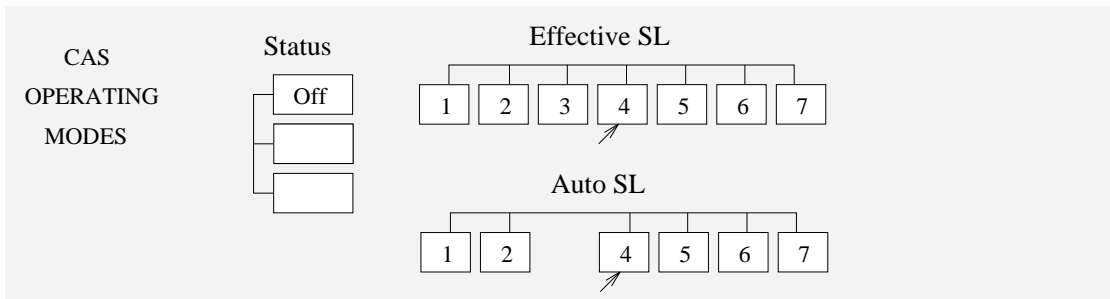 CAS
OPERATING
MODES
Status
Off
Effective SL
1 2 3 4 5 6 7
Auto SL
1 2 4 5 6 7